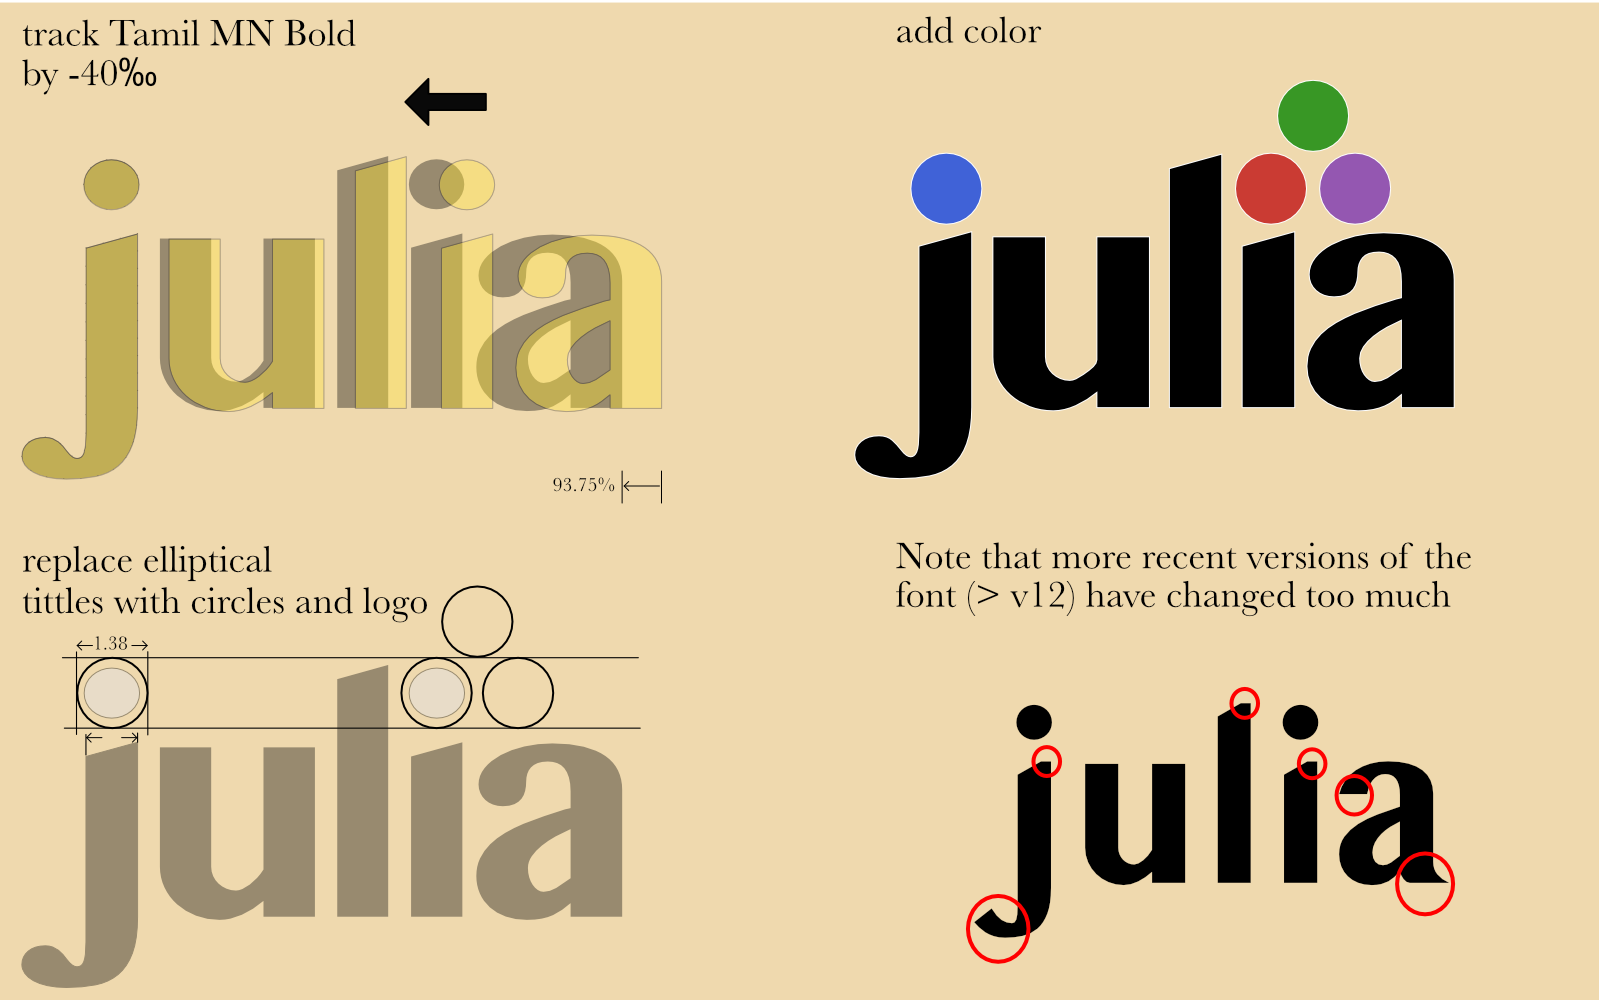 track Tamil MN Bold
by -40‰
julia
93.75%
add color
julia
replace elliptical
tittles with circles and logo
1.38
julia
Note that more recent versions of the
font (> v12) have changed too much
julia